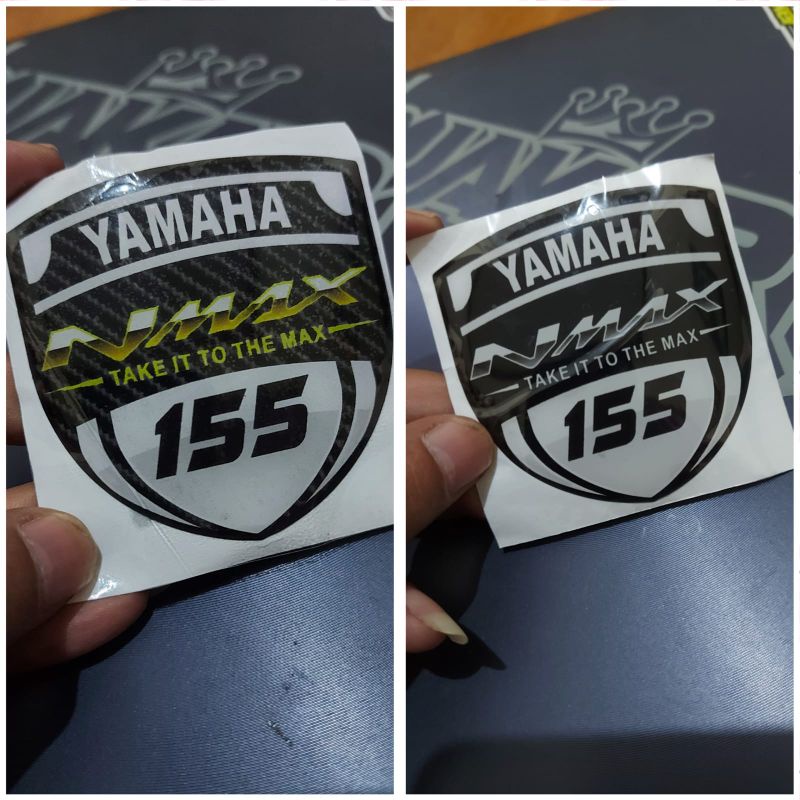 YAMAHA
NMAX
TAKE IT TO THE MAX
155
YAMAHA
NMAX
TAKE IT TO THE MAX
155